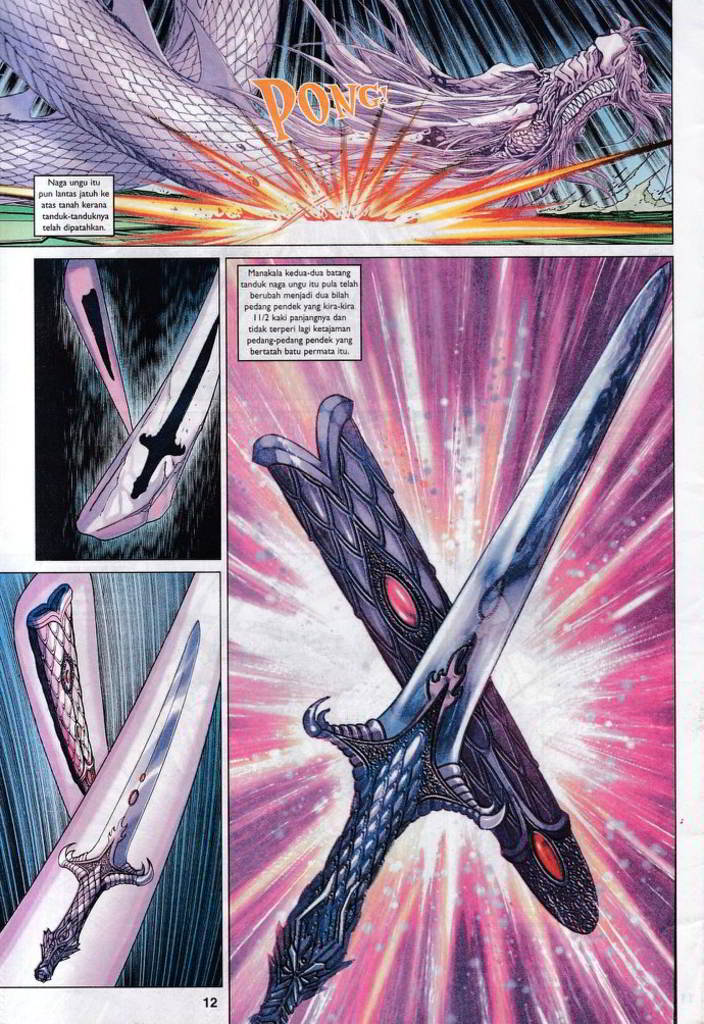 PONG!
Naga ungu itu
pun lantas jatuh ke
atas tanah kerana
tanduk-tanduknya
telah dipatahkan.
Manakala kedua-dua batang
tanduk naga ungu itu pula telah
berubah menjadi dua bilah
pedang pendek yang kira-kira
11/2 kaki panjangnya dan
tidak terperi lagi ketajaman
pedang-pedang pendek yang
bertatah batu permata itu.
12